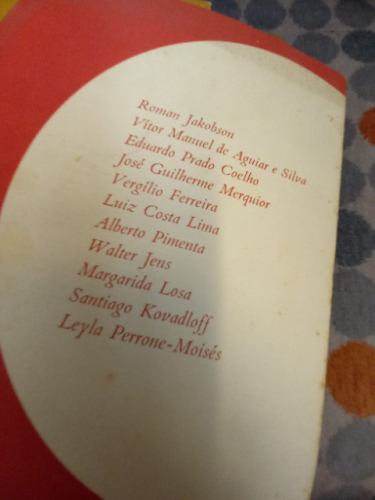 Roman Jakobson
Vítor Manuel de Aguiar e Silva
Eduardo Prado Coelho
José Guilherme Merquior
Vergílio Ferreira
Luiz Costa Lima
Alberto Pimenta
Walter Jens
Margarida Losa
Santiago Kovadloff
Leyla Perrone-Moisés